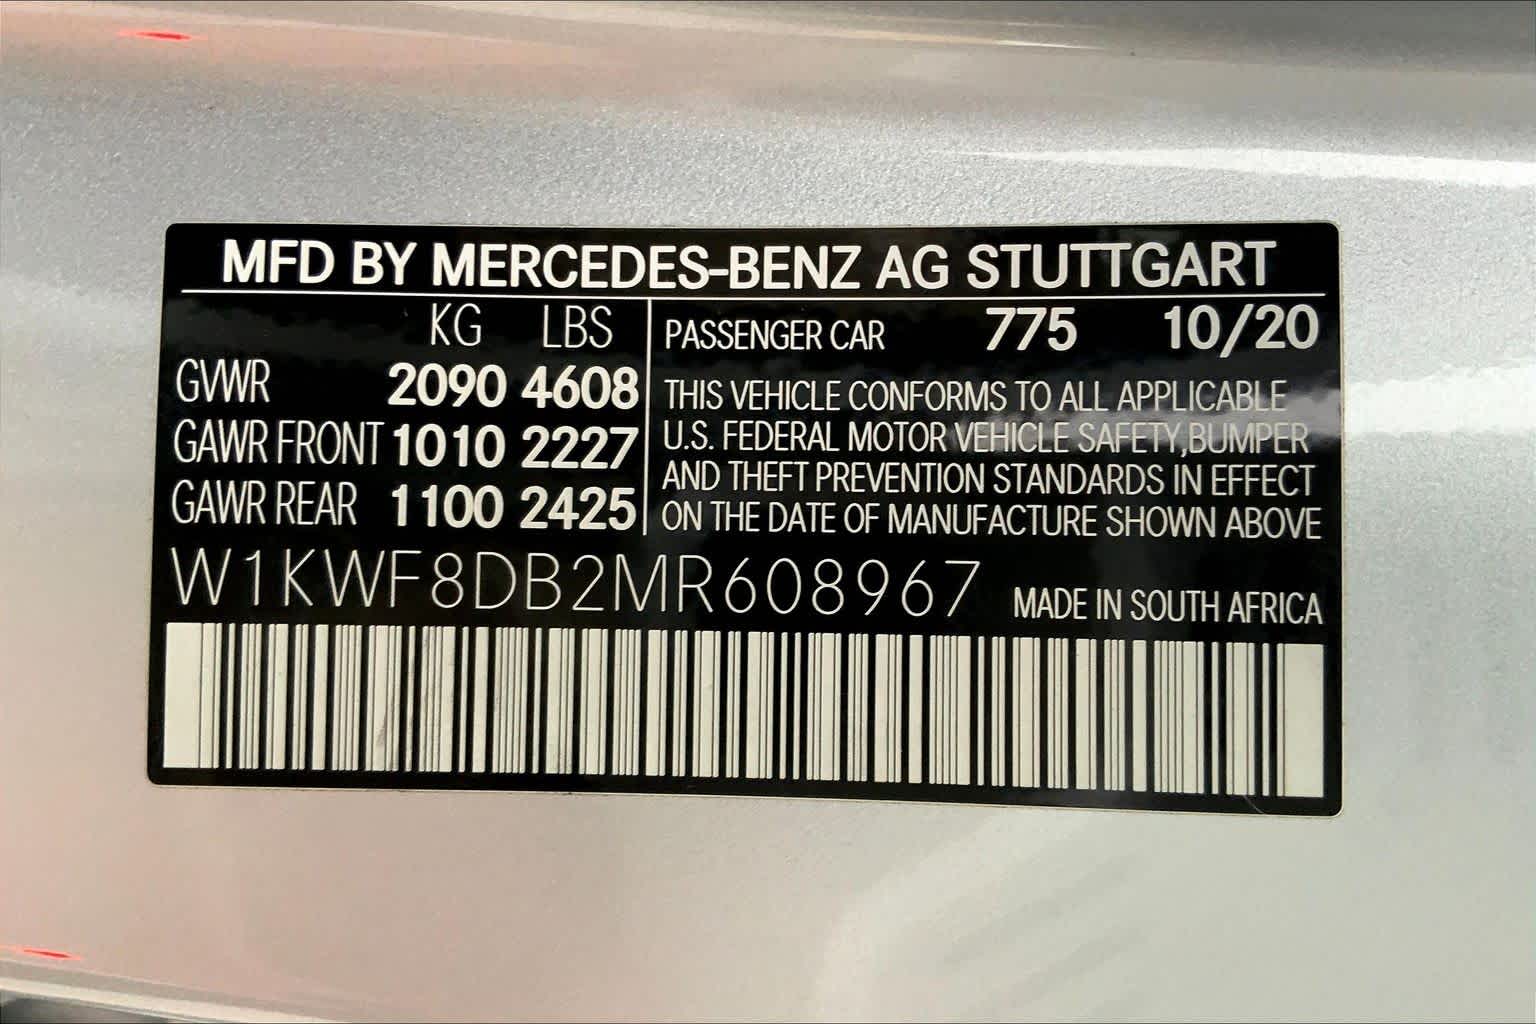 MFD BY MERCEDES-BENZ AG STUTTGART
KG LBS
GVWR 2090 4608
GAWR FRONT 1010 2227
GAWR REAR 1100 2425
PASSENGER CAR 775 10/20
THIS VEHICLE CONFORMS TO ALL APPLICABLE
U.S. FEDERAL MOTOR VEHICLE SAFETY,BUMPER
AND THEFT PREVENTION STANDARDS IN EFFECT
ON THE DATE OF MANUFACTURE SHOWN ABOVE
W1KWF8DB2MR608967 MADE IN SOUTH AFRICA